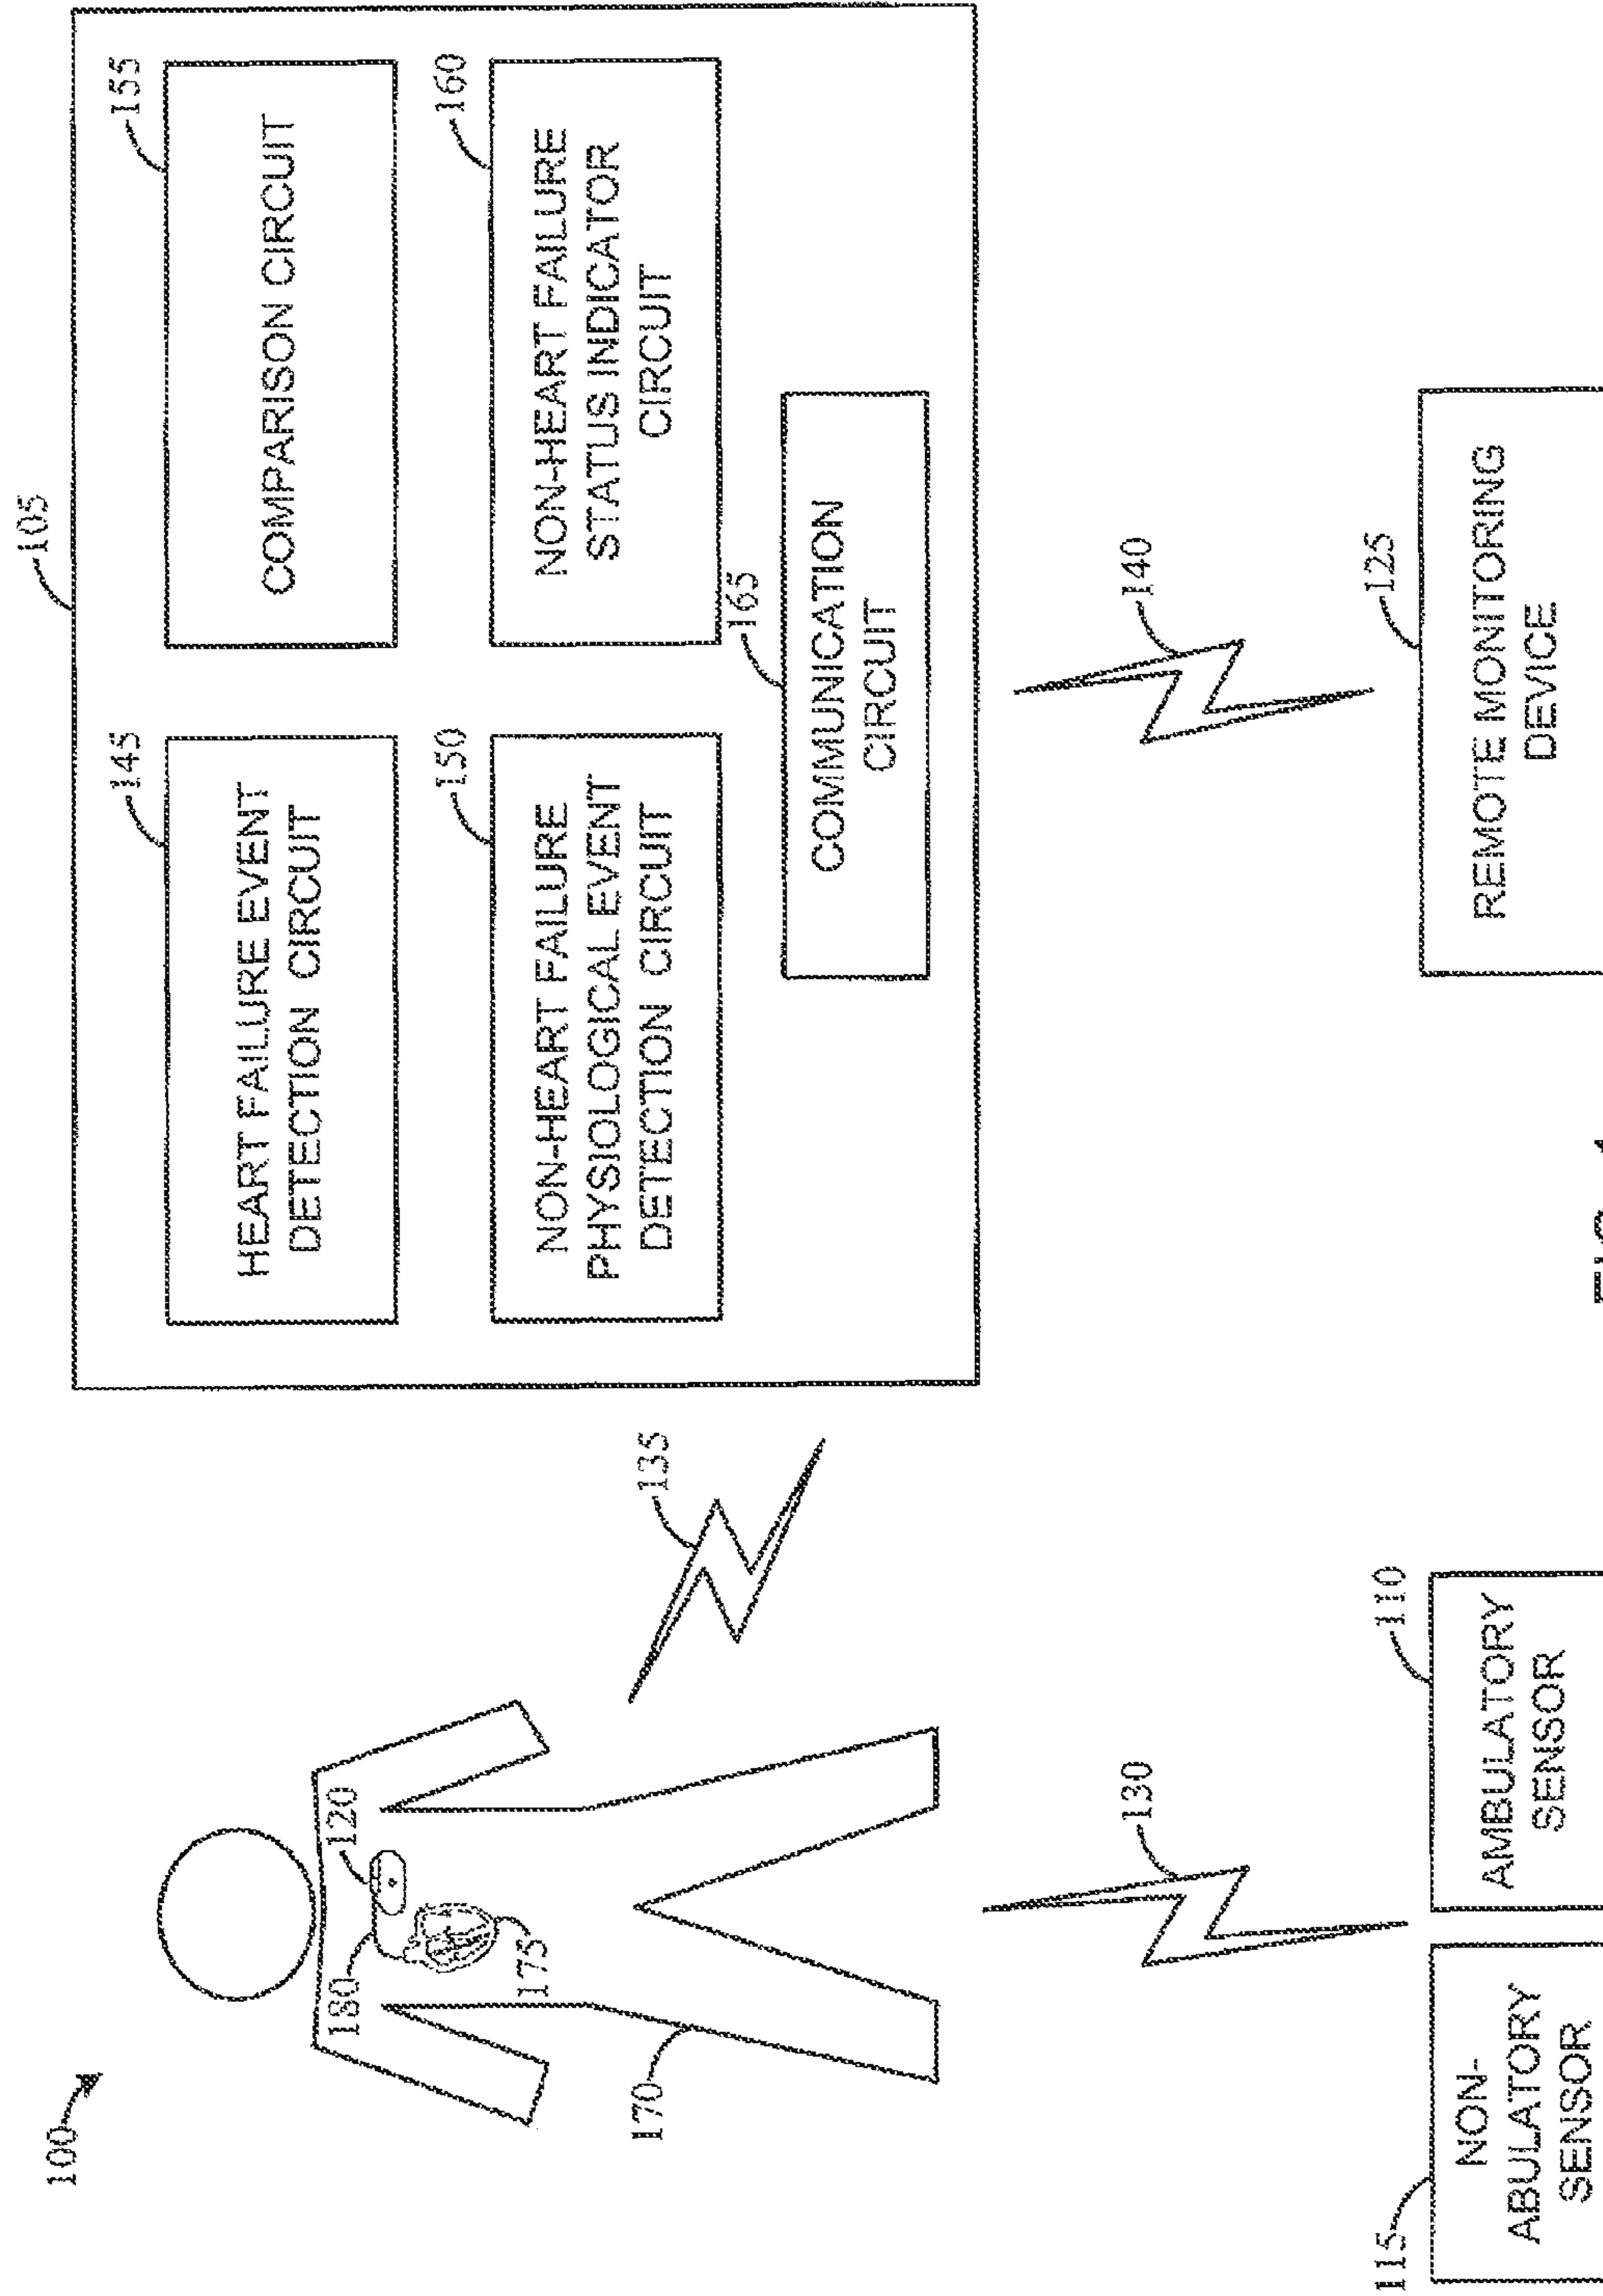 100
105
145
HEART FAILURE EVENT
DETECTION CIRCUIT
155
COMPARISON CIRCUIT
150
NON-HEART FAILURE
PHYSIOLOGICAL EVENT
DETECTION CIRCUIT
160
NON-HEART FAILURE
STATUS INDICATOR
CIRCUIT
165
COMMUNICATION
CIRCUIT
180
120
175
170
135
130
140
115
NON-
ABULATORY
SENSOR
110
AMBULATORY
SENSOR
125
REMOTE MONITORING
DEVICE